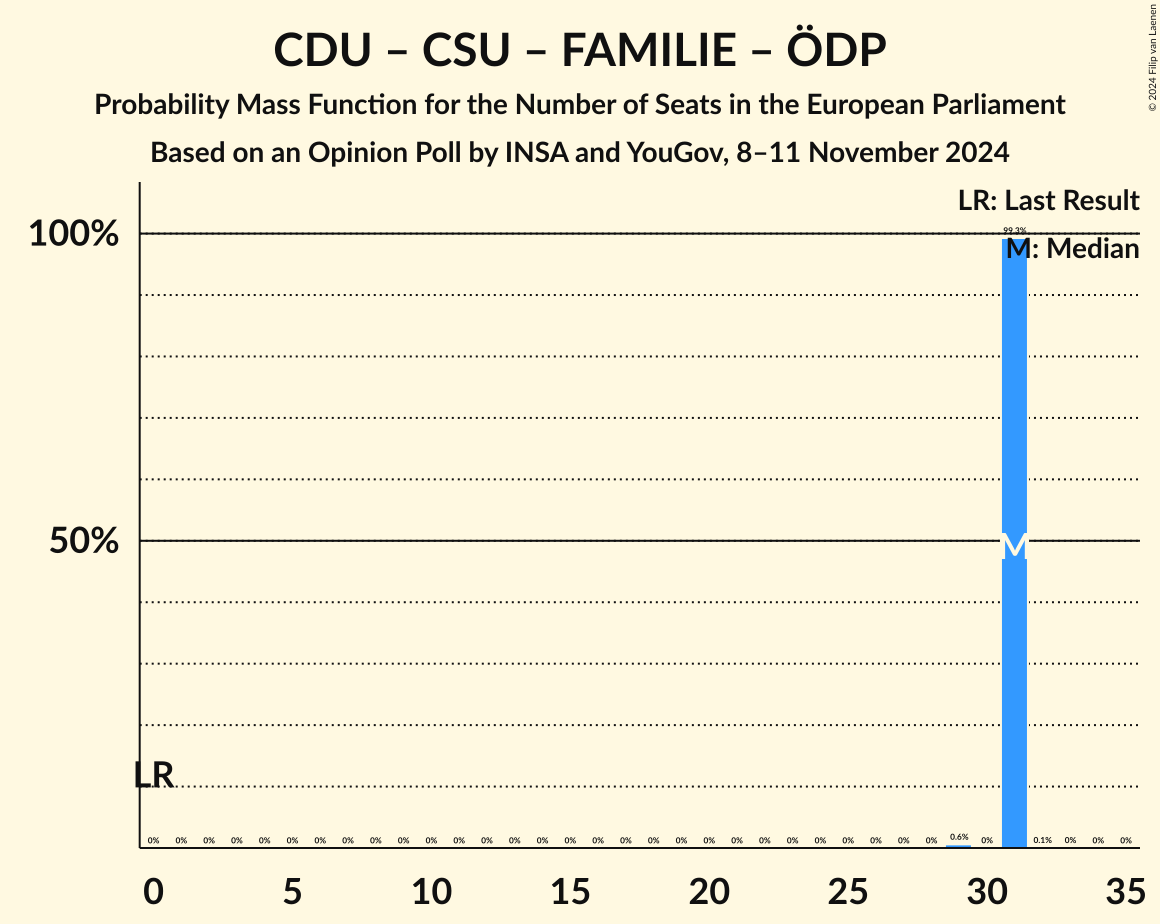 CDU – CSU – FAMILIE – ÖDP
Probability Mass Function for the Number of Seats in the European Parliament
Based on an Opinion Poll by INSA and YouGov, 8–11 November 2024
© 2024 Filip van Laenen
LR: Last Result
M: Median
100%
50%
99.3%
M
LR
0% 0% 0% 0% 0% 0% 0% 0% 0% 0% 0% 0% 0% 0% 0% 0% 0% 0% 0% 0% 0% 0% 0% 0% 0% 0% 0% 0% 0% 0.6% 0% 0.1% 0% 0% 0%
0 5 10 15 20 25 30 35